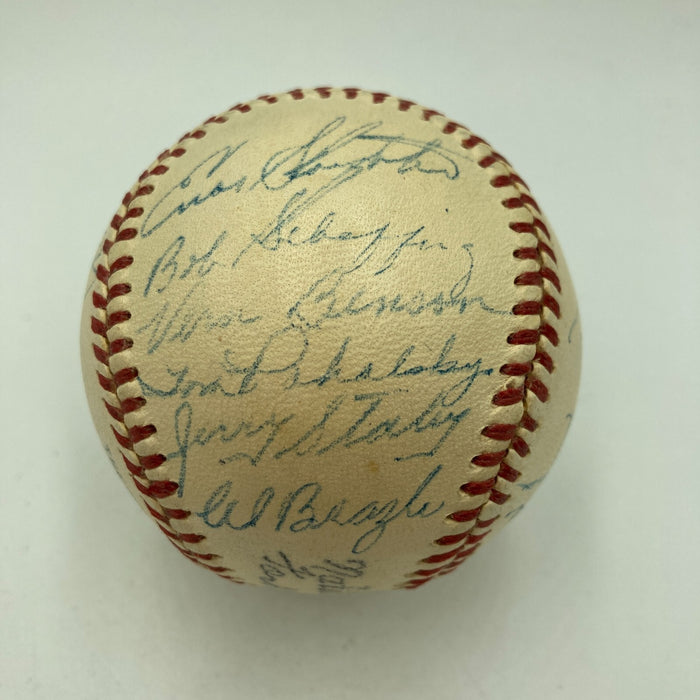 Enos Slaughter
Bob Scheffing
Vern Benson
Tom Poholsky
Jerry Staley
Al Brazle